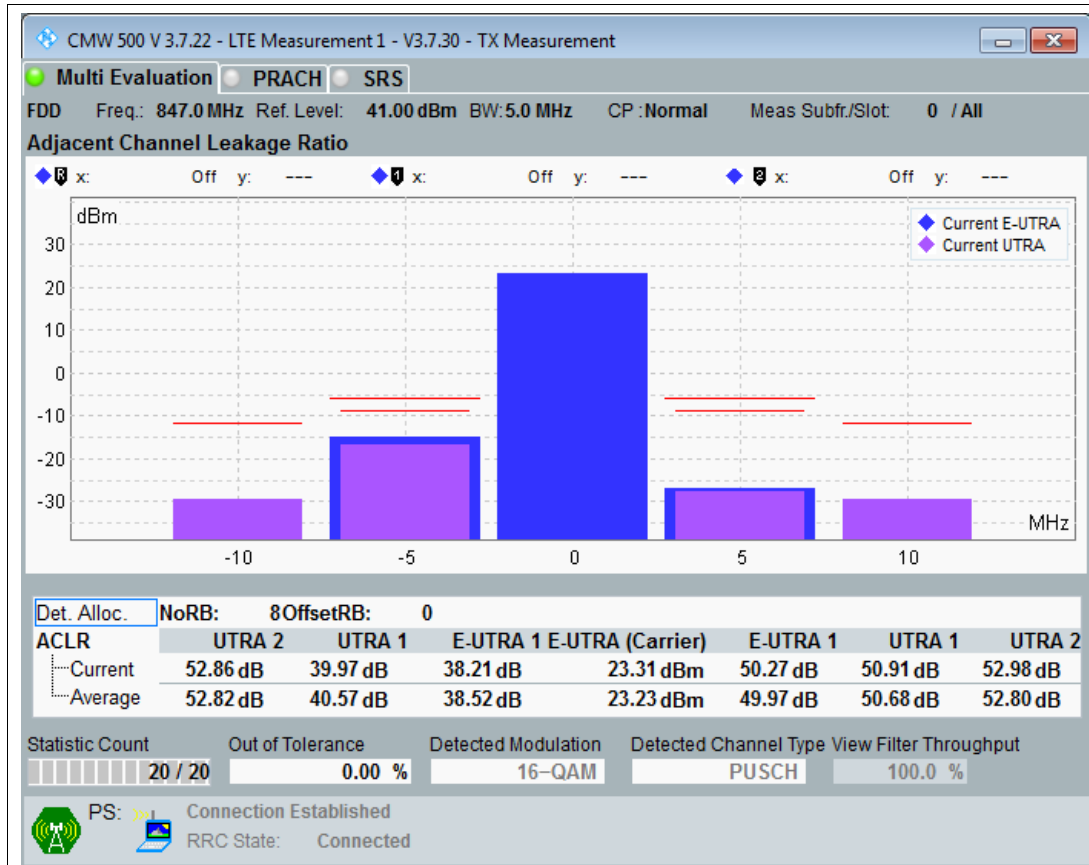 CMW 500 V 3.7.22 - LTE Measurement 1 - V3.7.30 - TX Measurement
Multi Evaluation PRACH SRS
FDD Freq.: 847.0 MHz Ref. Level: 41.00 dBm BW: 5.0 MHz CP : Normal Meas Subfr./Slot: 0 / All
Adjacent Channel Leakage Ratio
R x: Off y: --- 1 x: Off y: --- 2 x: Off y: ---
dBm
Current E-UTRA
Current UTRA
30
20
10
0
-10
-20
-30
MHz
-10 -5 0 5 10
Det. Alloc. NoRB: 8 OffsetRB: 0
ACLR UTRA 2 UTRA 1 E-UTRA 1 E-UTRA (Carrier) E-UTRA 1 UTRA 1 UTRA 2
Current 52.86 dB 39.97 dB 38.21 dB 23.31 dBm 50.27 dB 50.91 dB 52.98 dB
Average 52.82 dB 40.57 dB 38.52 dB 23.23 dBm 49.97 dB 50.68 dB 52.80 dB
Statistic Count Out of Tolerance Detected Modulation Detected Channel Type View Filter Throughput
20 / 20 0.00 % 16-QAM PUSCH 100.0 %
PS: Connection Established
RRC State: Connected